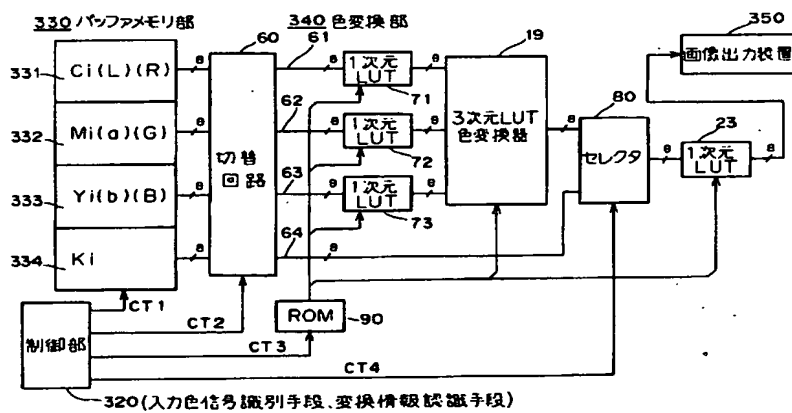 330 バッファメモリ部
60
340 色変換部
61
19
350
画像出力装置
331 Ci(L)(R) 8
8 1次元 LUT 8
71
332 Mi(a)(G) 8
62
8 1次元 LUT 8
72
333 Yi(b)(B) 8
63
8 1次元 LUT 8
73
334 Ki 8
64 8
切替
回路
3次元LUT
色変換器
8
80
セレクタ
8
23
1次元
LUT
8
CT1
CT2
ROM 90
CT3
CT4
制御部
320(入力色信号識別手段、変換情報認識手段)